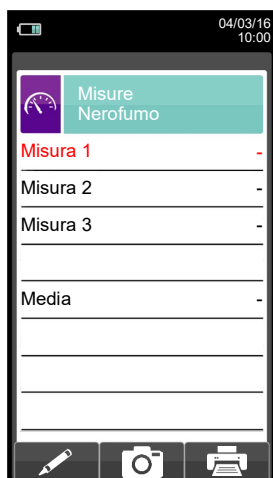 04/03/16
10:00
Misure
Nerofumo
Misura 1 -
Misura 2 -
Misura 3 -
Media -